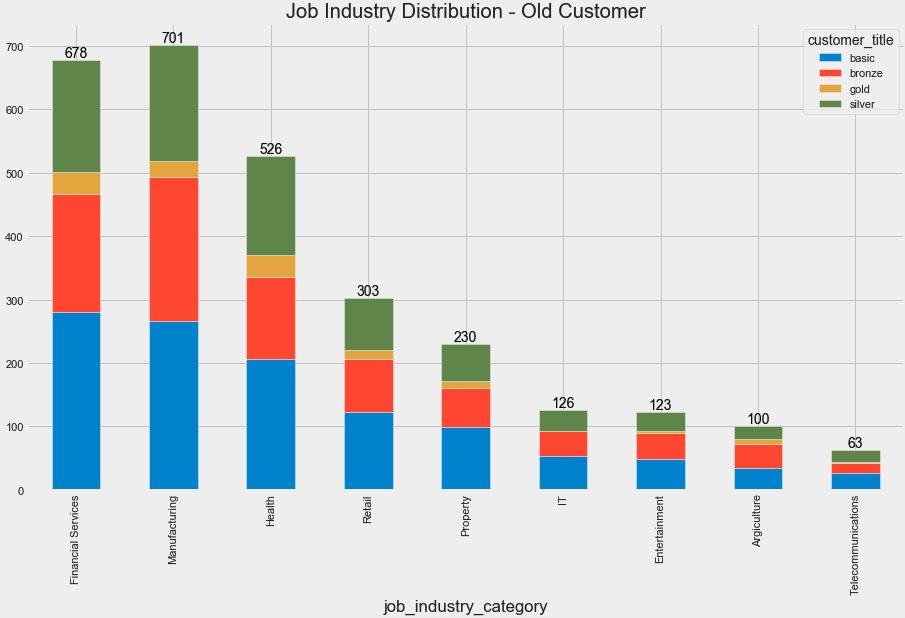 Job Industry Distribution - Old Customer
customer_title
basic
bronze
gold
silver
700
600
500
400
300
200
100
0
678
701
526
303
230
126
123
100
63
Financial Services
Manufacturing
Health
Retail
Property
IT
Entertainment
Argiculture
Telecommunications
job_industry_category